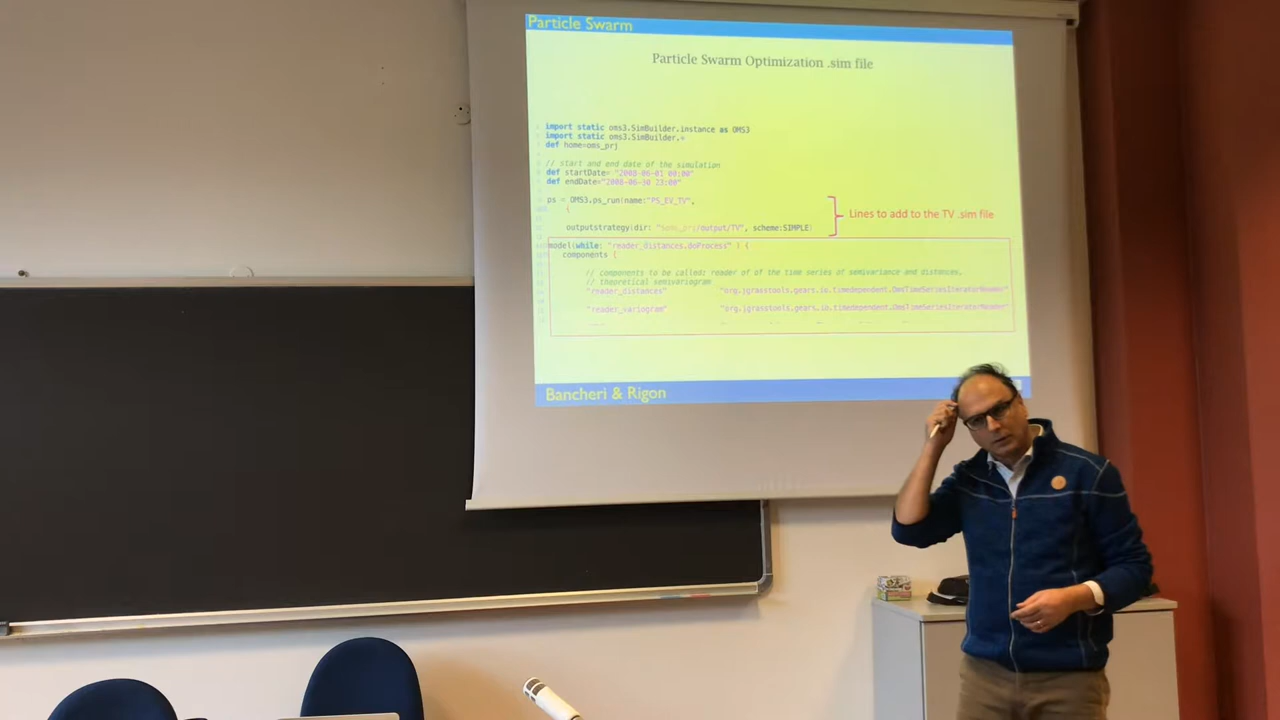 Particle Swarm
Particle Swarm Optimization .sim file
import static oms3.SimBuilder.instance as OMS3
import static oms3.SimBuilder.*
def home=oms_prj
// start and end date of the simulation
def startDate= "2008-06-01 00:00"
def endDate="2008-06-30 23:00"
ps = OMS3.ps_run(name:"PS_EV_TV",
{
outputstrategy(dir: "$oms_prj/output/TV", scheme:SIMPLE)
Lines to add to the TV .sim file
model(while: "reader_distances.doProcess" ) {
components {
// components to be called: reader of of the time series of semivariance and distances,
// theoretical semivariogram
"reader_distances" "org.jgrasstools.gears.io.timedependent.OmsTimeSeriesIteratorReader"
"reader_variogram" "org.jgrasstools.gears.io.timedependent.OmsTimeSeriesIteratorReader"
Bancheri & Rigon